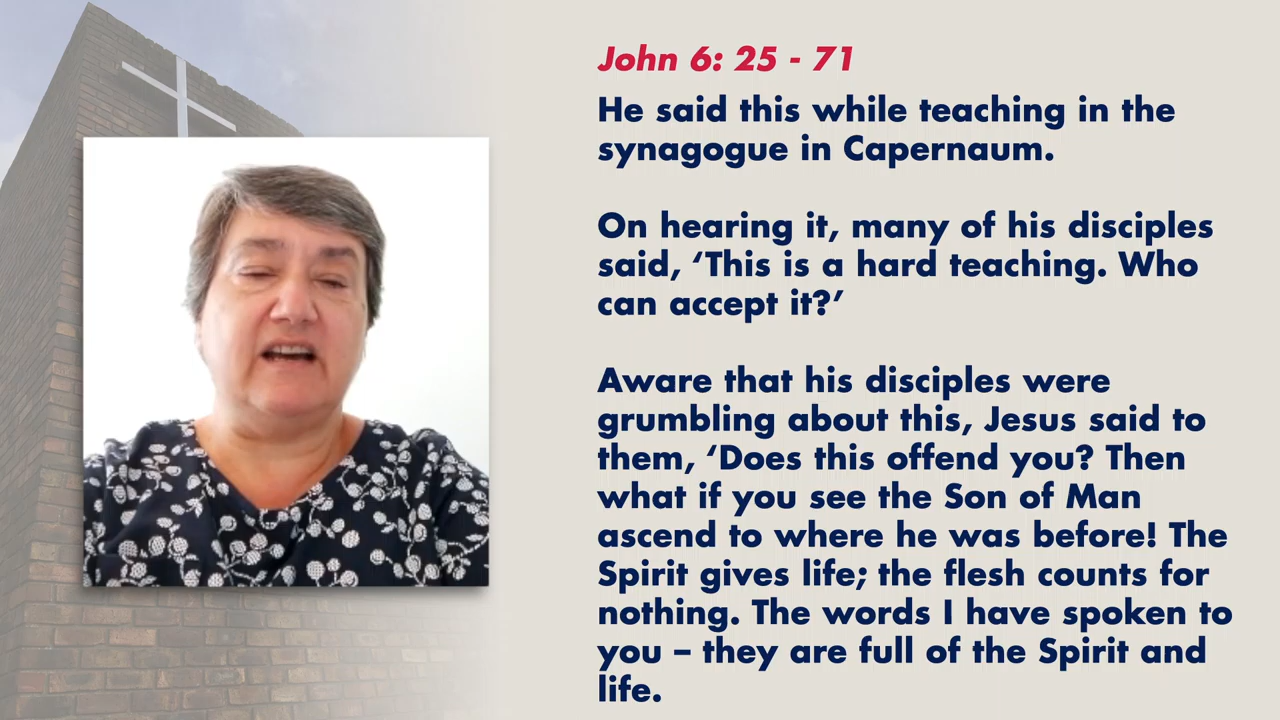 John 6: 25 - 71
He said this while teaching in the
synagogue in Capernaum.
On hearing it, many of his disciples
said, ‘This is a hard teaching. Who
can accept it?’
Aware that his disciples were
grumbling about this, Jesus said to
them, ‘Does this offend you? Then
what if you see the Son of Man
ascend to where he was before! The
Spirit gives life; the flesh counts for
nothing. The words I have spoken to
you – they are full of the Spirit and
life.